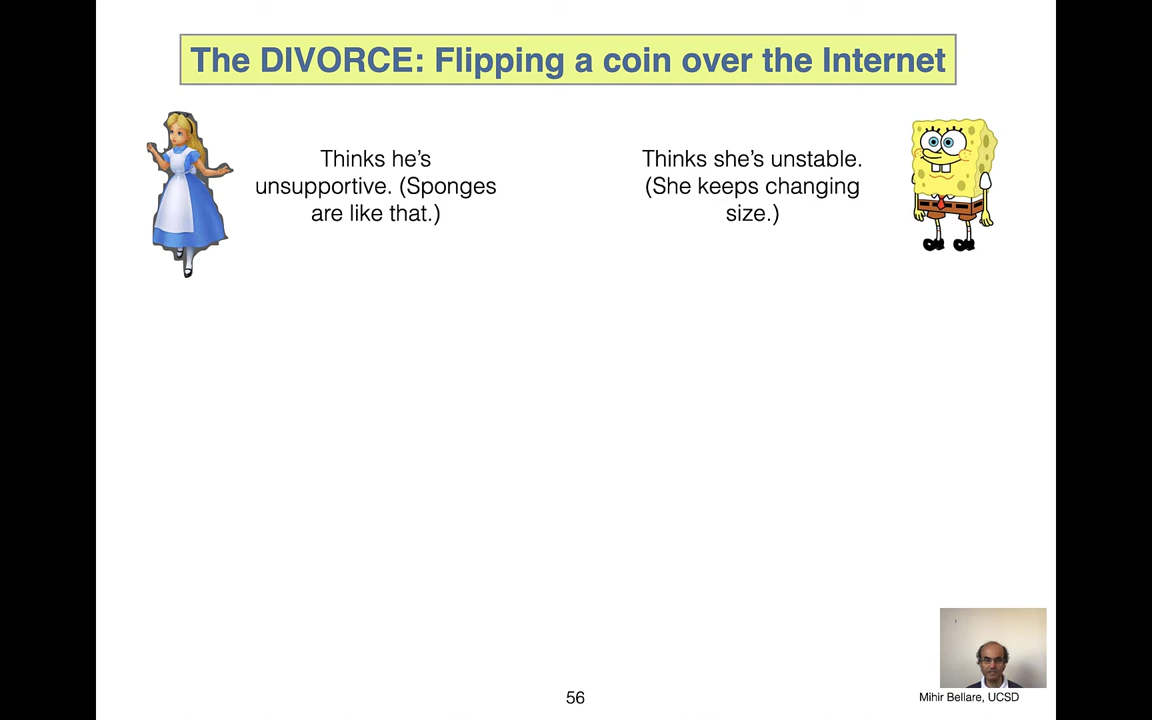 The DIVORCE: Flipping a coin over the Internet
Thinks he's
unsupportive. (Sponges
are like that.)
Thinks she's unstable.
(She keeps changing
size.)
56
Mihir Bellare, UCSD